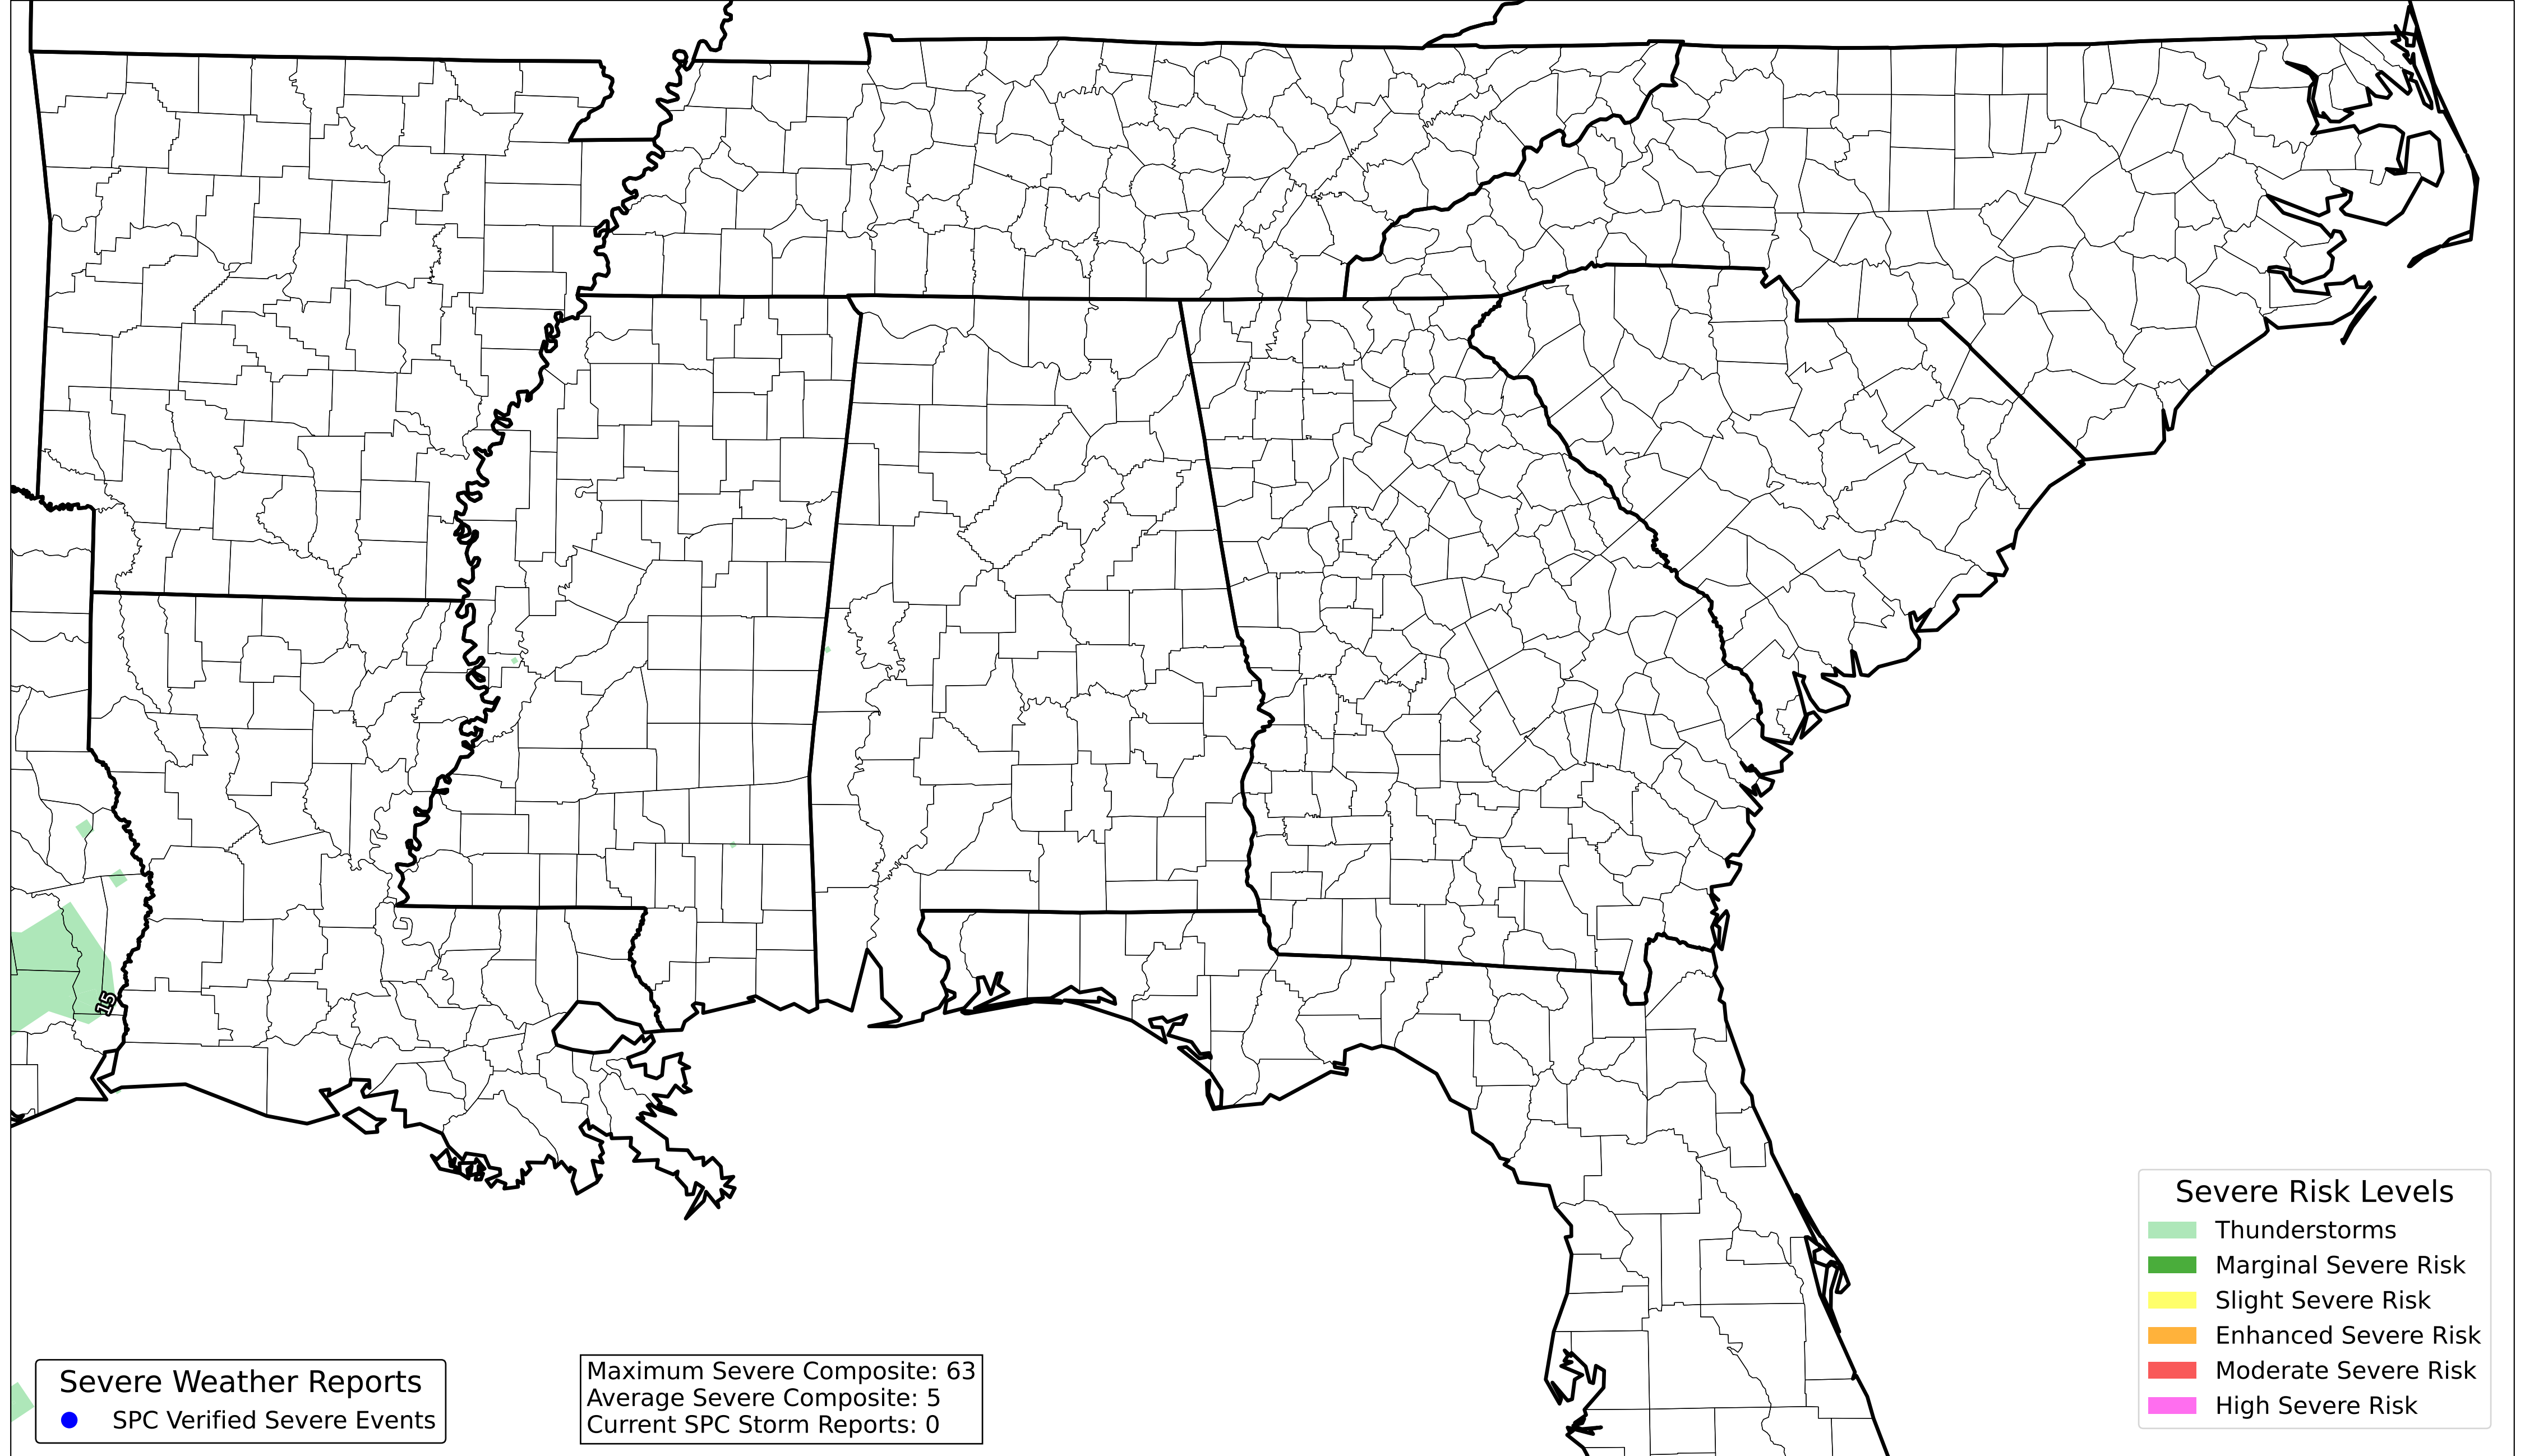 15
Severe Risk Levels
Thunderstorms
Marginal Severe Risk
Slight Severe Risk
Enhanced Severe Risk
Moderate Severe Risk
High Severe Risk
Severe Weather Reports
SPC Verified Severe Events
Maximum Severe Composite: 63
Average Severe Composite: 5
Current SPC Storm Reports: 0